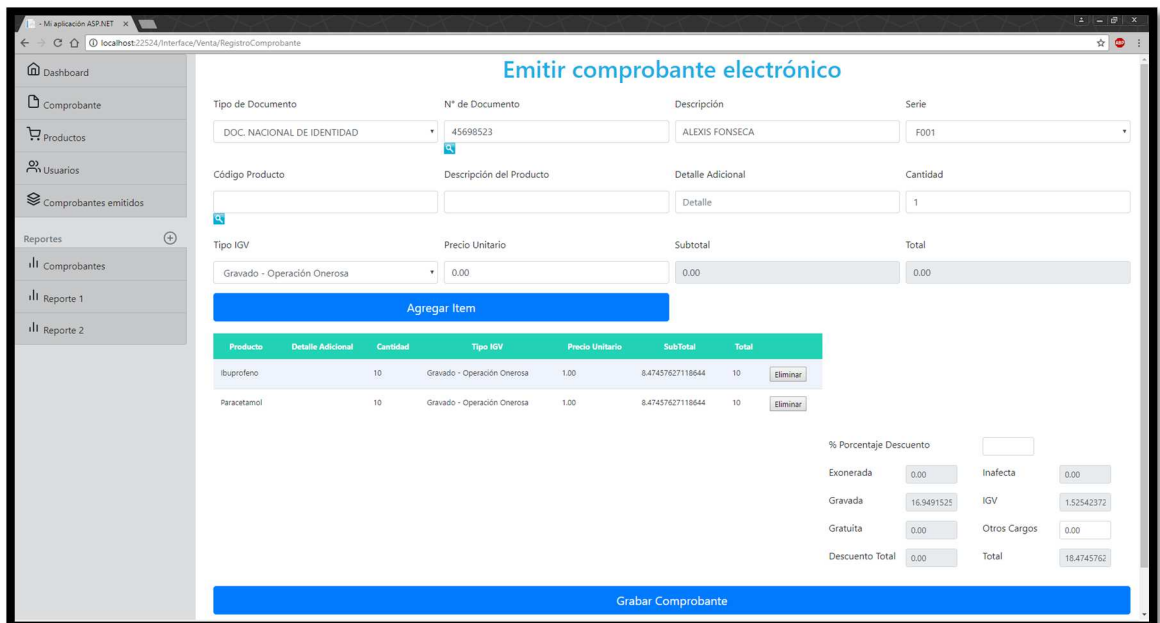 - Mi aplicación ASP.NET
localhost:22524/Interface/Venta/RegistroComprobante
ABP
Dashboard
Comprobante
Productos
Usuarios
Comprobantes emitidos
Reportes
Comprobantes
Reporte 1
Reporte 2
Emitir comprobante electrónico
Tipo de Documento N° de Documento Descripción Serie
DOC. NACIONAL DE IDENTIDAD 45698523 ALEXIS FONSECA F001
Código Producto Descripción del Producto Detalle Adicional Cantidad
Detalle 1
Tipo IGV Precio Unitario Subtotal Total
Gravado - Operación Onerosa 0.00 0.00 0.00
Agregar Item
Producto Detalle Adicional Cantidad Tipo IGV Precio Unitario SubTotal Total
Ibuprofeno 10 Gravado - Operación Onerosa 1.00 8.47457627118644 10 Eliminar
Paracetamol 10 Gravado - Operación Onerosa 1.00 8.47457627118644 10 Eliminar
% Porcentaje Descuento
Exonerada 0.00 Inafecta 0.00
Gravada 16.9491525 IGV 1.52542372
Gratuita 0.00 Otros Cargos 0.00
Descuento Total 0.00 Total 18.4745762
Grabar Comprobante